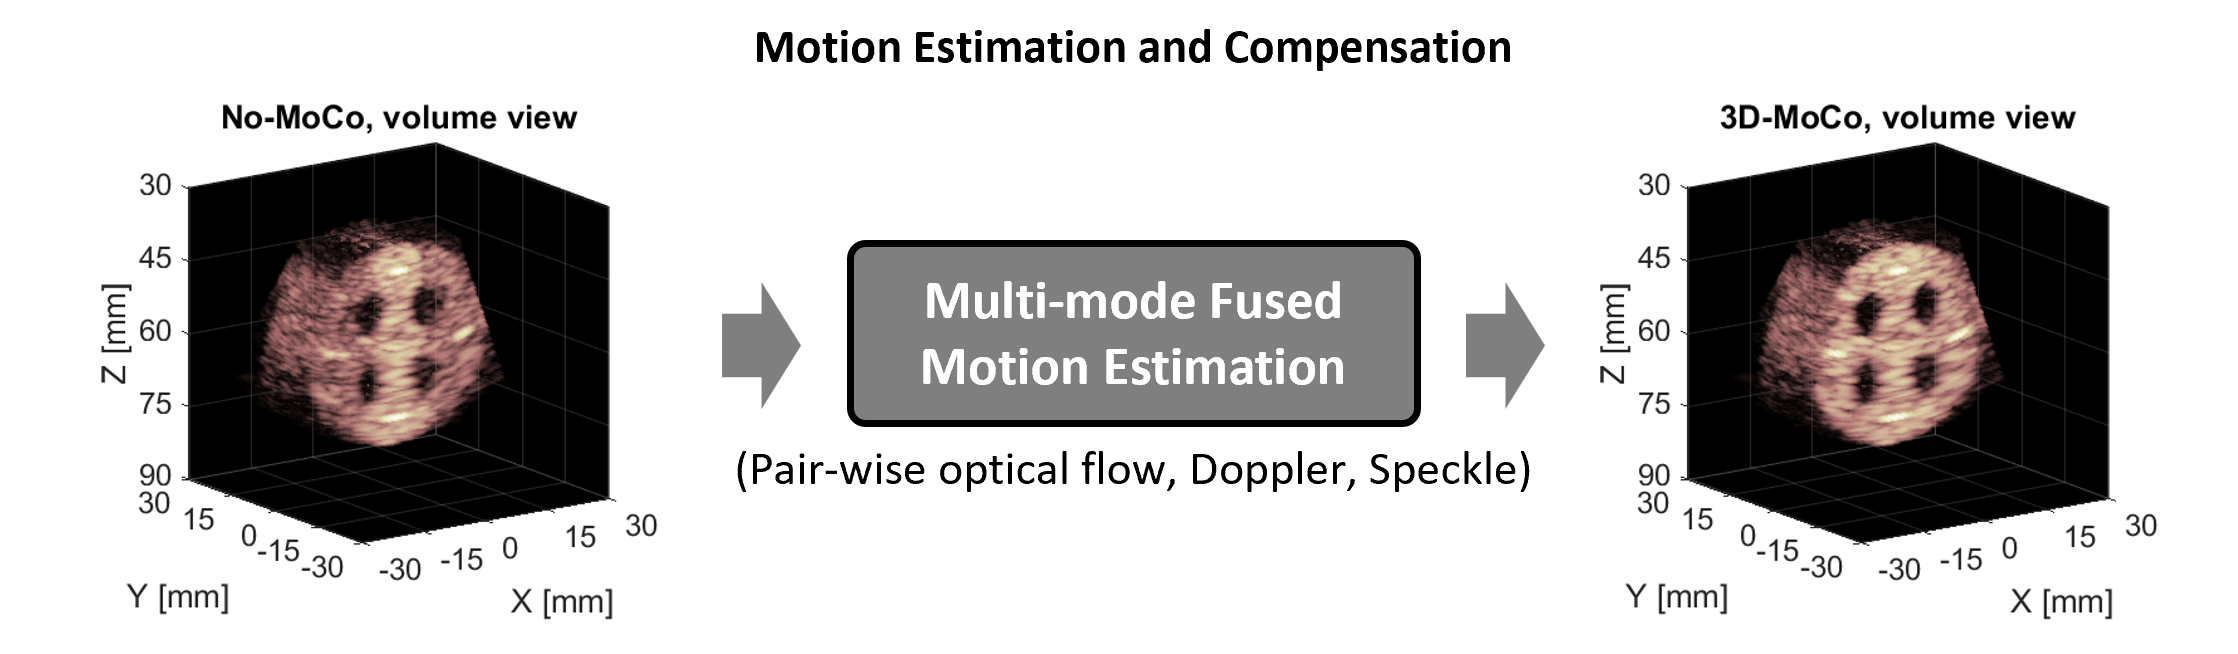 Motion Estimation and Compensation
No-MoCo, volume view
30
45
60
75
90
Z [mm]
30
15
0
-15
-30
Y [mm]
-30
-15
0
15
30
X [mm]
Multi-mode Fused
Motion Estimation
(Pair-wise optical flow, Doppler, Speckle)
3D-MoCo, volume view
30
45
60
75
90
Z [mm]
30
15
0
-15
-30
Y [mm]
-30
-15
0
15
30
X [mm]